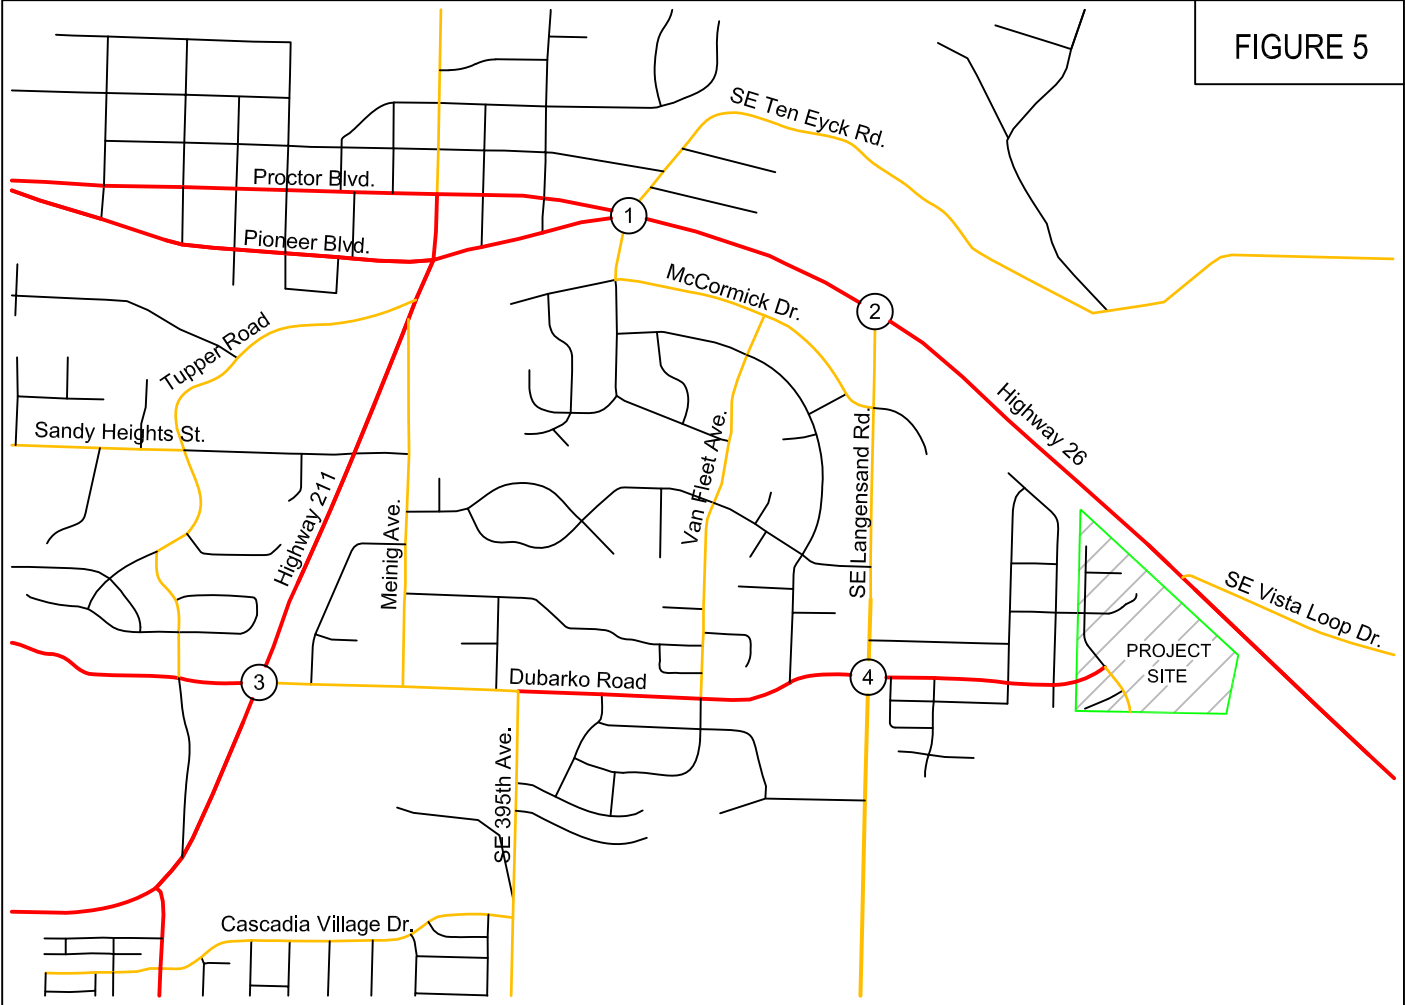 FIGURE 5
SE Ten Eyck Rd.
Proctor Blvd.
1
Pioneer Blvd.
McCormick Dr.
2
Tupper Road
Highway 26
Sandy Heights St.
Van Fleet Ave.
SE Langensand Rd.
Highway 211
Meinig Ave.
SE Vista Loop Dr.
PROJECT
SITE
3
Dubarko Road
4
SE 395th Ave.
Cascadia Village Dr.